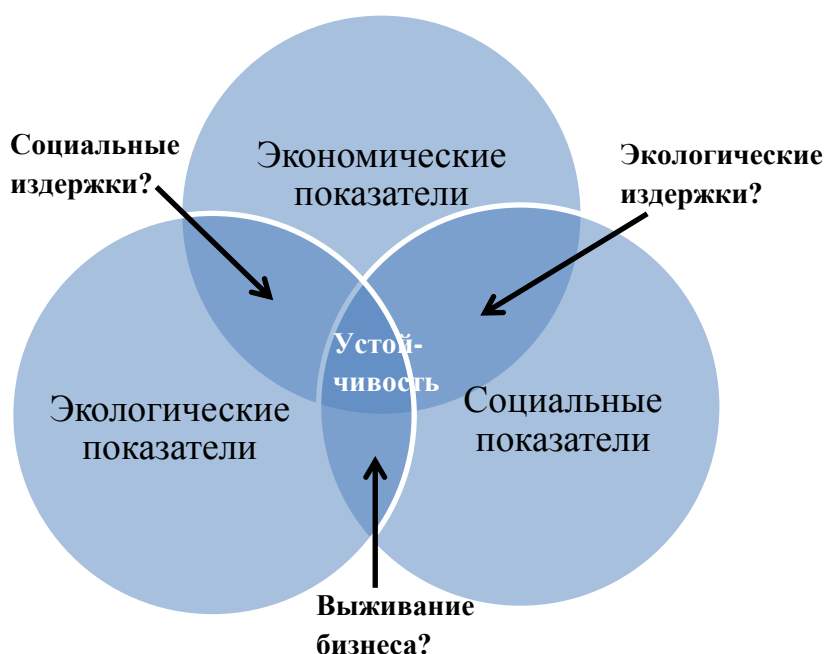 Социальные
издержки?
Экономические
показатели
Экологические
издержки?
Устой-
чивость
Экологические
показатели
Социальные
показатели
Выживание
бизнеса?